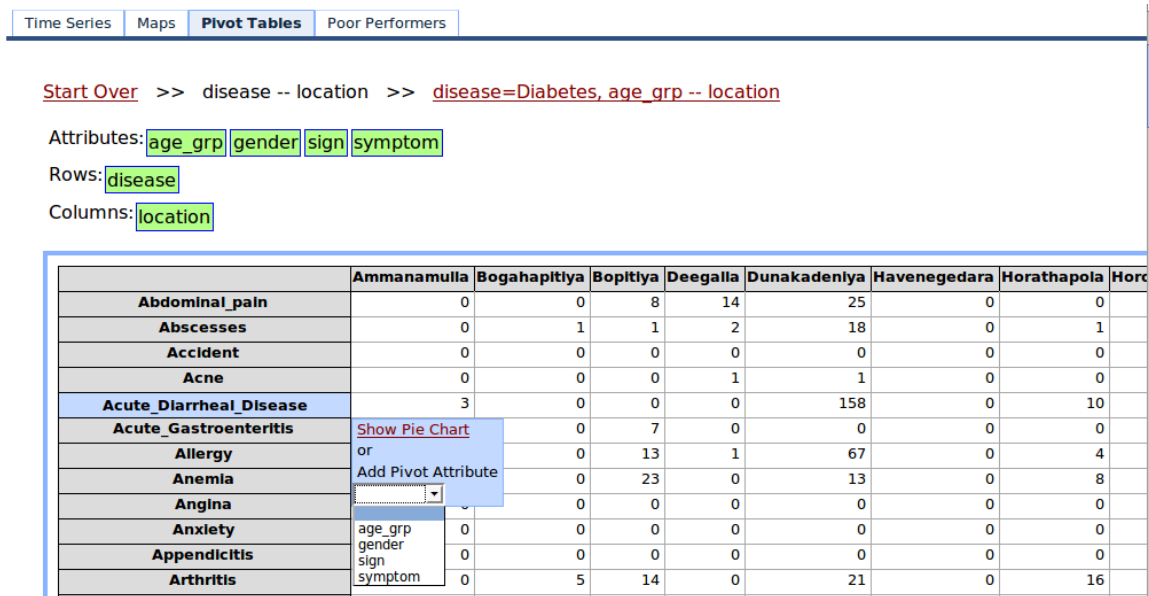 Time Series Maps Pivot Tables Poor Performers
Start Over >> disease -- location >> disease=Diabetes, age_grp -- location
Attributes: age_grp gender sign symptom
Rows: disease
Columns: location
Ammanamulla Bogahapitiya Bopitiya Deegalla Dunakadeniya Havenegedara Horathapola
Abdominal_pain 0 0 8 14 25 0 0
Abscesses 0 1 1 2 18 0 1
Accident 0 0 0 0 0 0 0
Acne 0 0 0 1 1 0 0
Acute_Diarrheal_Disease 3 0 0 0 158 0 10
Acute_Gastroenteritis Show Pie Chart 0 7 0 0 0 0
Allergy or 0 13 1 67 0 4
Anemia Add Pivot Attribute 0 23 0 13 0 8
Angina 0 0 0 0 0 0
Anxiety age_grp 0 0 0 0 0 0 0
gender
Appendicitis sign 0 0 0 0 0 0 0
Arthritis symptom 0 5 14 0 21 0 16